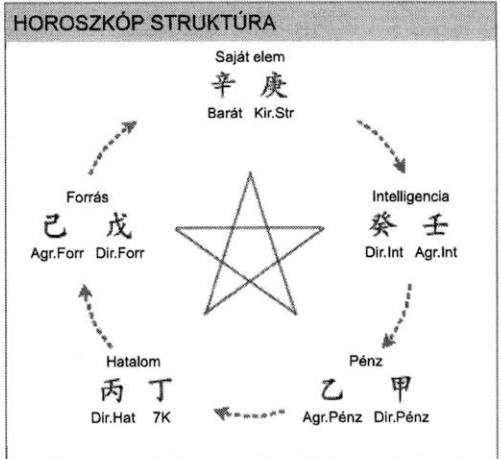 HOROSZKÓP STRUKTÚRA
Saját elem
辛 庚
Barát Kir.Str
Intelligencia
癸 壬
Dir.Int Agr.Int
Pénz
乙 甲
Agr.Pénz Dir.Pénz
Hatalom
丙 丁
Dir.Hat 7K
Forrás
己 戊
Agr.Forr Dir.Forr